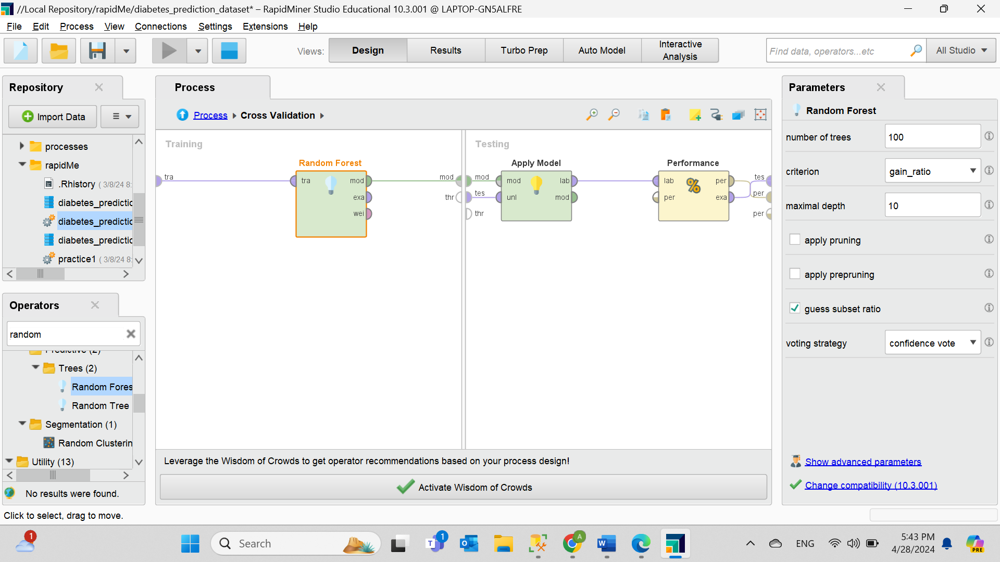 //Local Repository/rapidMe/diabetes_prediction_dataset* – RapidMiner Studio Educational 10.3.001 @ LAPTOP-GN5ALFRE
File Edit Process View Connections Settings Extensions Help
Views: Design Results Turbo Prep Auto Model Interactive Analysis
Find data, operators...etc
All Studio
Repository
Import Data
processes
rapidMe
.Rhistory ( 3/8/24 8:
diabetes_predictic
diabetes_predictic
diabetes_predictic
practice1 ( 3/8/24 8:
Operators
random
Predictive (2)
Trees (2)
Random Fores
Random Tree
Segmentation (1)
Random Clusterin
Utility (13)
No results were found.
Process
Process Cross Validation
Training
tra
Random Forest
tra mod
exa
wei
mod
thr
Testing
mod
tes
thr
Apply Model
mod lab
unl mod
Performance
lab per
per exa
tes
per
per
Leverage the Wisdom of Crowds to get operator recommendations based on your process design!
Activate Wisdom of Crowds
Parameters
Random Forest
number of trees 100
criterion gain_ratio
maximal depth 10
apply pruning
apply prepruning
guess subset ratio
voting strategy confidence vote
Show advanced parameters
Change compatibility (10.3.001)
Click to select, drag to move.
1
Search
1
A
ENG
5:43 PM
4/28/2024
PRE